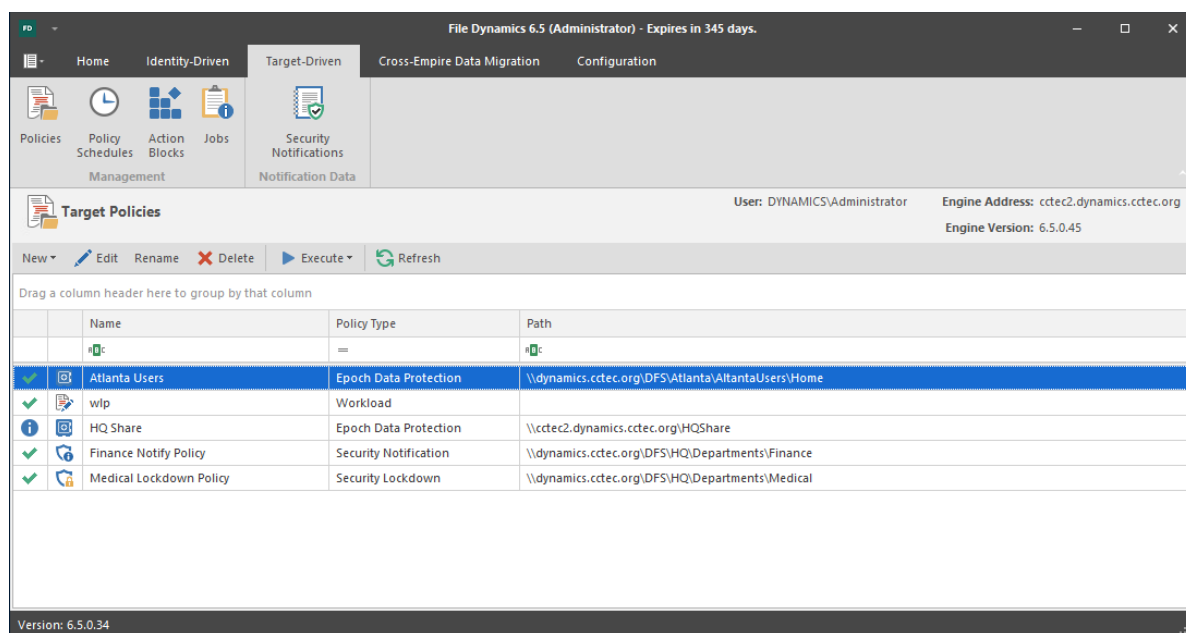 FD
File Dynamics 6.5 (Administrator) - Expires in 345 days.
Home Identity-Driven Target-Driven Cross-Empire Data Migration Configuration
Policies Policy Schedules Action Blocks Jobs Security Notifications
Management Notification Data
Target Policies
User: DYNAMICS\Administrator Engine Address: cctec2.dynamics.cctec.org
Engine Version: 6.5.0.45
New Edit Rename Delete Execute Refresh
Drag a column header here to group by that column
Name Policy Type Path
ABC = ABC
Atlanta Users Epoch Data Protection \\dynamics.cctec.org\DFS\Atlanta\AltantaUsers\Home
wlp Workload
HQ Share Epoch Data Protection \\cctec2.dynamics.cctec.org\HQShare
Finance Notify Policy Security Notification \\dynamics.cctec.org\DFS\HQ\Departments\Finance
Medical Lockdown Policy Security Lockdown \\dynamics.cctec.org\DFS\HQ\Departments\Medical
Version: 6.5.0.34